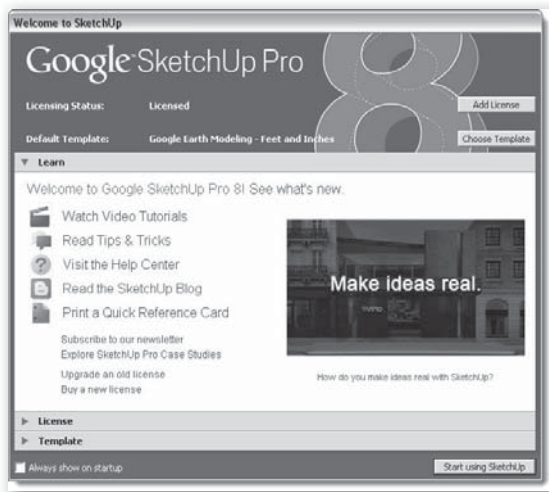 Welcome to SketchUp
Google SketchUp Pro
8
Licensing Status: Licensed
Add License
Default Template: Google Earth Modeling - Feet and Inches
Choose Template
Learn
Welcome to Google SketchUp Pro 8! See what's new.
Watch Video Tutorials
Read Tips & Tricks
Visit the Help Center
Read the SketchUp Blog
Print a Quick Reference Card
Subscribe to our newsletter
Explore SketchUp Pro Case Studies
Upgrade an old license
Buy a new license
Make ideas real.
How do you make ideas real with SketchUp?
License
Template
Always show on startup
Start using SketchUp